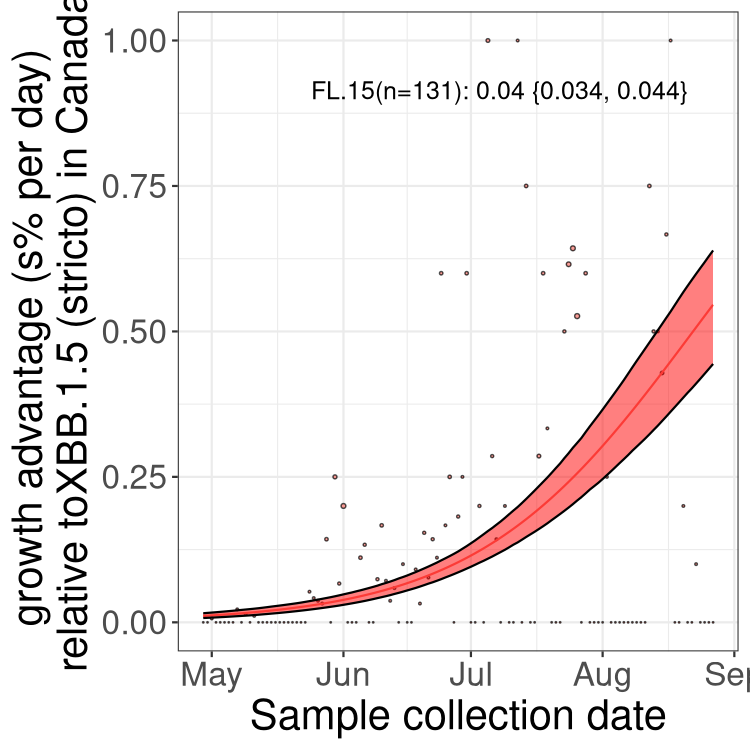 growth advantage (s% per day)
relative toXBB.1.5 (stricto) in Canada
1.00
0.75
0.50
0.25
0.00
FL.15(n=131): 0.04 {0.034, 0.044}
May Jun Jul Aug Sep
Sample collection date